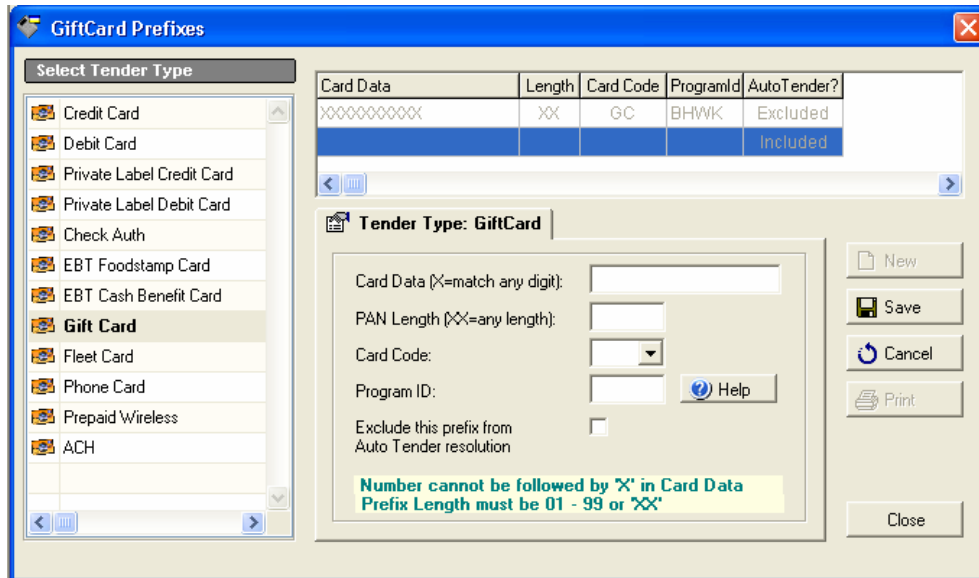 GiftCard Prefixes
Select Tender Type
Credit Card
Debit Card
Private Label Credit Card
Private Label Debit Card
Check Auth
EBT Foodstamp Card
EBT Cash Benefit Card
Gift Card
Fleet Card
Phone Card
Prepaid Wireless
ACH
Card Data Length Card Code ProgramId AutoTender?
XXXXXXXXXX XX GC BHWK Excluded
Included
Tender Type: GiftCard
Card Data (X=match any digit):
PAN Length (XX=any length):
Card Code:
Program ID:
Help
Exclude this prefix from
Auto Tender resolution
Number cannot be followed by 'X' in Card Data
Prefix Length must be 01 - 99 or 'XX'
New
Save
Cancel
Print
Close